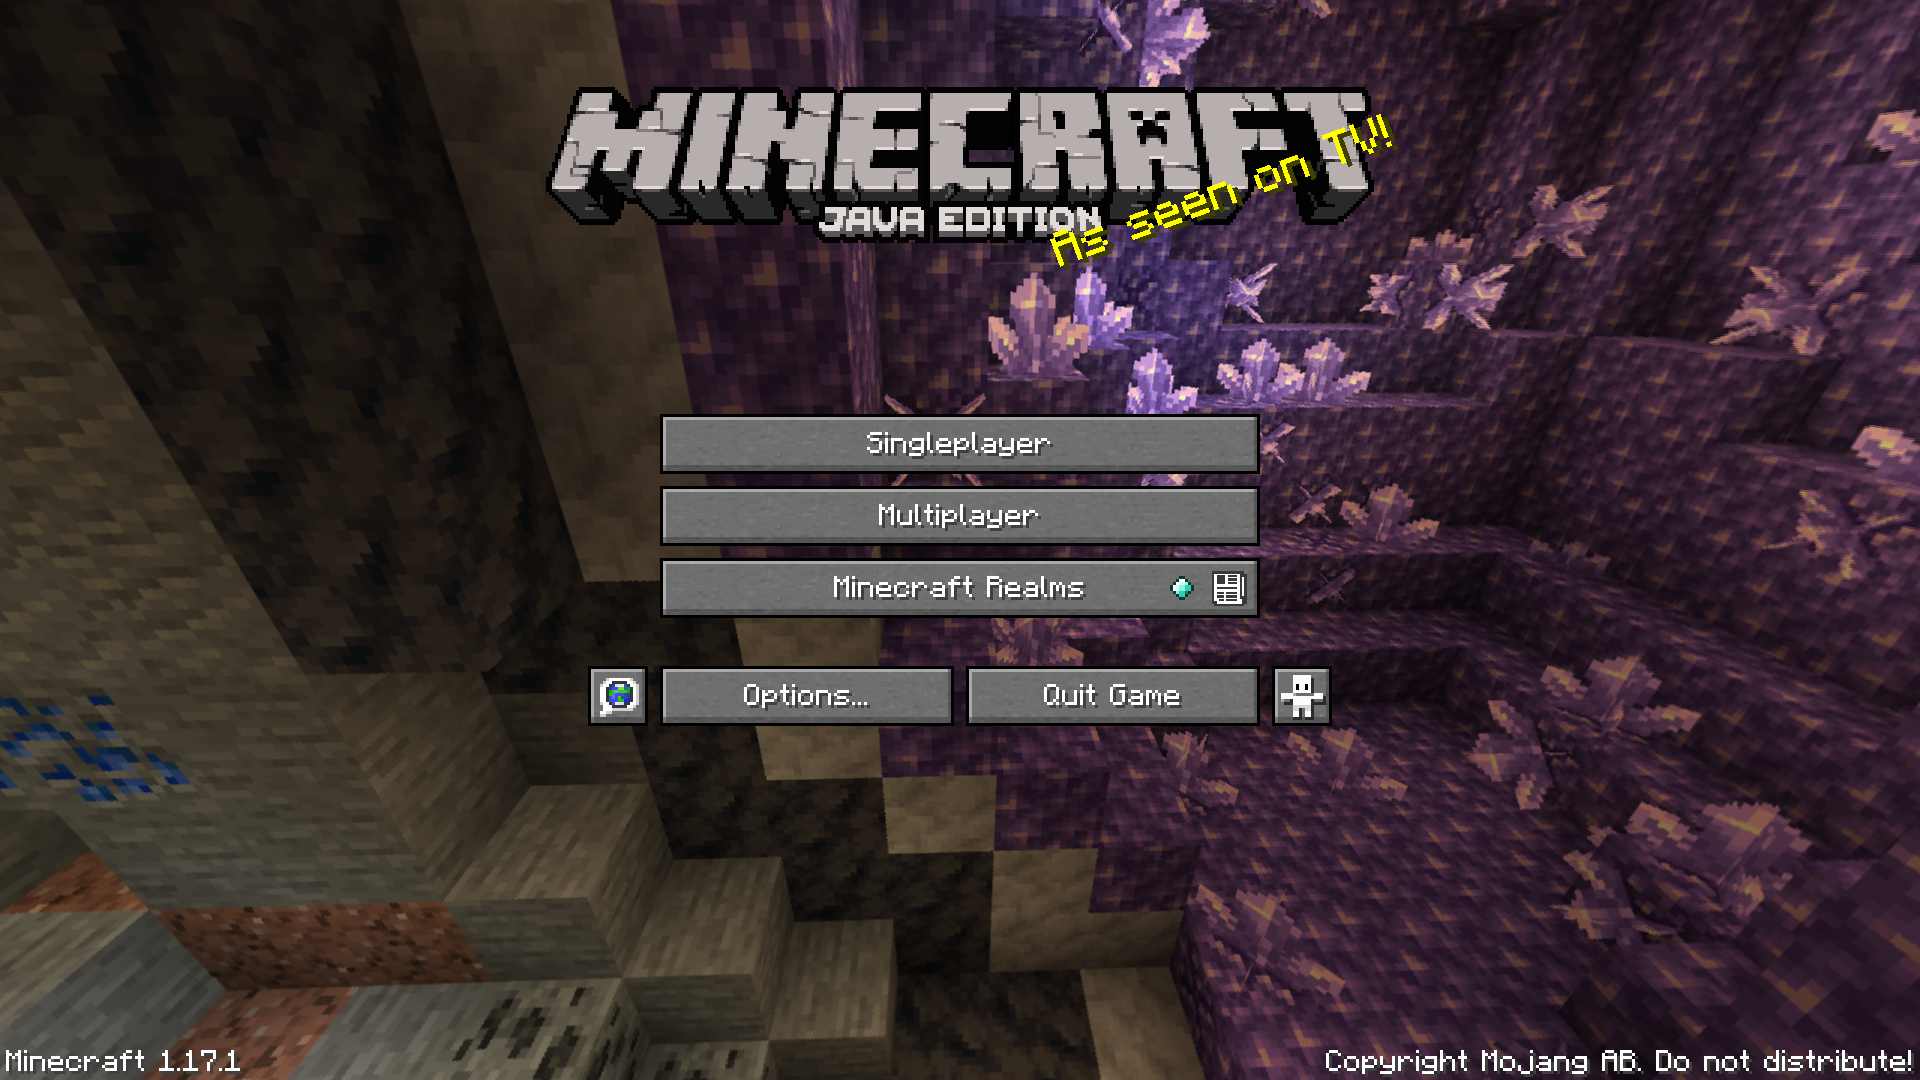 MINECRAFT
JAVA EDITION
As seen on TV!
Singleplayer
Multiplayer
Minecraft Realms
Options...
Quit Game
Minecraft 1.17.1
Copyright Mojang AB. Do not distribute!